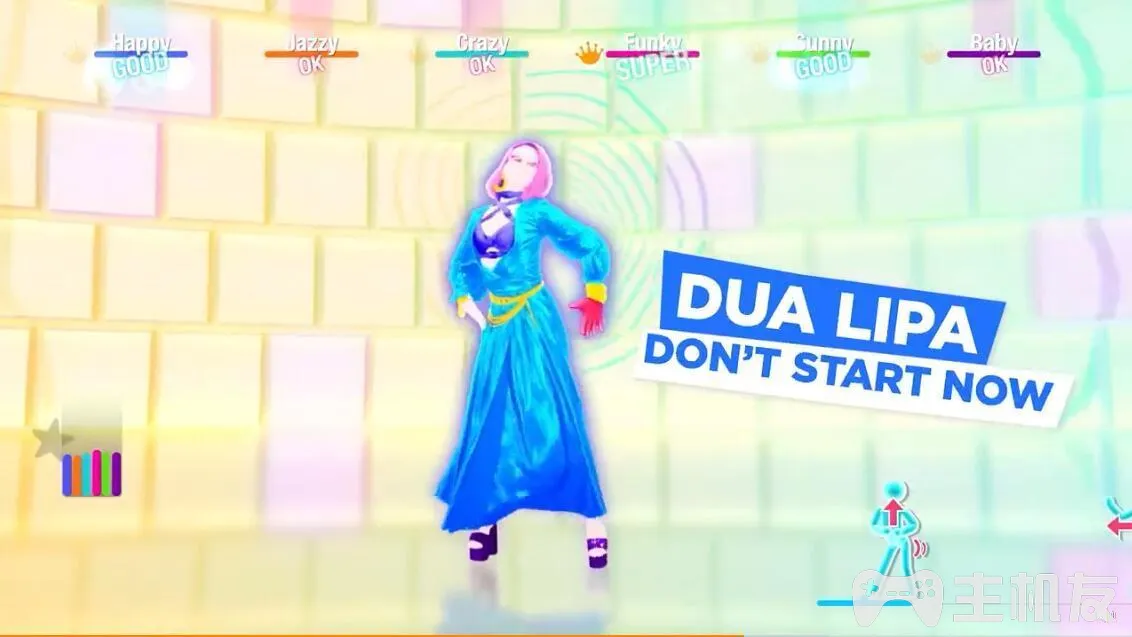 Happy
GOOD
Jazzy
OK
Crazy
OK
Funky
SUPER
Sunny
GOOD
Baby
OK
DUA LIPA
DON'T START NOW
主机友